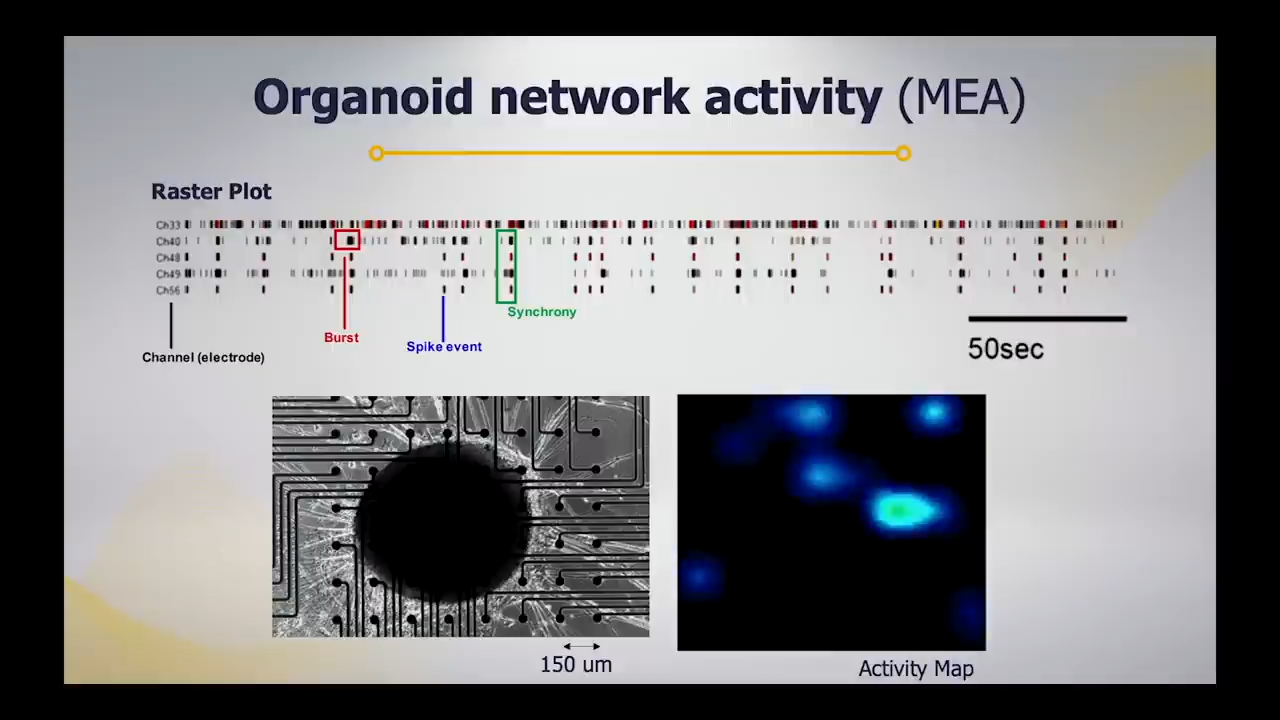 Organoid network activity (MEA)
Raster Plot
Ch33
Ch40
Ch48
Ch49
Ch56
Synchrony
Burst
Spike event
Channel (electrode)
50sec
150 um
Activity Map